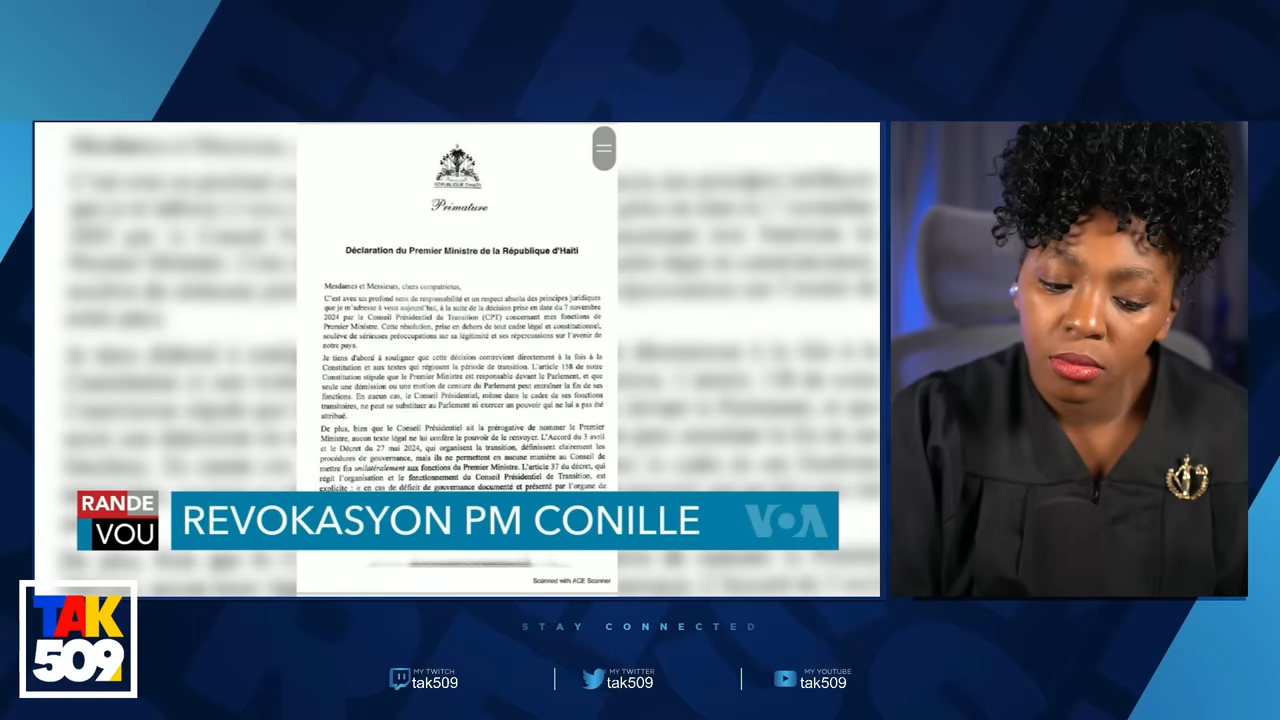 RÉPUBLIQUE D'HAÏTI
Primature
Déclaration du Premier Ministre de la République d'Haïti
Mesdames et Messieurs, chers compatriotes,
C'est avec un profond sens de responsabilité et un respect absolu des principes juridiques
que je m'adresse à vous aujourd'hui, à la suite de la décision prise en date du 7 novembre
2024 par le Conseil Présidentiel de Transition (CPT) concernant mes fonctions de
Premier Ministre. Cette résolution, prise en dehors de tout cadre légal et constitutionnel,
soulève de sérieuses préoccupations sur sa légitimité et ses répercussions sur l'avenir de
notre pays.
Je tiens d'abord à souligner que cette décision contrevient directement à la fois à la
Constitution et aux textes qui régissent la période de transition. L'article 158 de notre
Constitution stipule que le Premier Ministre est responsable devant le Parlement, et que
seule une démission ou une motion de censure du Parlement peut entraîner la fin de ses
fonctions. En aucun cas, le Conseil Présidentiel, même dans le cadre de ses fonctions
transitoires, ne peut se substituer au Parlement ni exercer un pouvoir qui ne lui a pas été
attribué.
De plus, bien que le Conseil Présidentiel ait la prérogative de nommer le Premier
Ministre, aucun texte légal ne lui confère le pouvoir de le renvoyer. L'Accord du 3 avril
et le Décret du 27 mai 2024, qui organisent la transition, définissent clairement les
procédures de gouvernance, mais ils ne permettent en aucune manière au Conseil de
mettre fin unilatéralement aux fonctions du Premier Ministre. L'article 37 du décret, qui
régit l'organisation et le fonctionnement du Conseil Présidentiel de Transition, est
explicite : « en cas de déficit de gouvernance documenté et présenté par l'organe de
RANDE
VOU
REVOKASYON PM CONILLE
VOA
Scanned with ACE Scanner
TAK
509
STAY CONNECTED
MY TWITCH
tak509
MY TWITTER
tak509
MY YOUTUBE
tak509